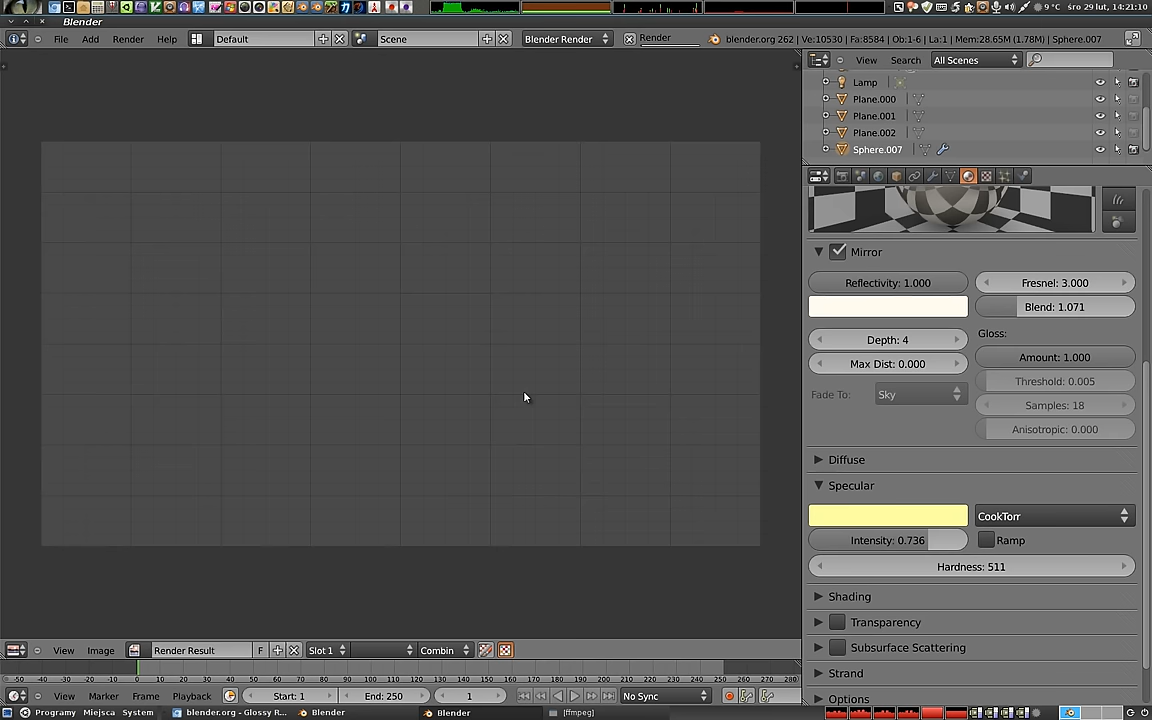 9 °C śro 29 lut, 14:21:10
Blender
File Add Render Help Default Scene Blender Render Render blender.org 262 | Ve:10530 | Fa:8584 | Ob:1-6 | La:1 | Mem:28.65M (1.78M) | Sphere.007
View Search All Scenes
Lamp
Plane.000
Plane.001
Plane.002
Sphere.007
Mirror
Reflectivity: 1.000 Fresnel: 3.000
Blend: 1.071
Gloss:
Depth: 4
Amount: 1.000
Max Dist: 0.000
Threshold: 0.005
Fade To: Sky
Samples: 18
Anisotropic: 0.000
Diffuse
Specular
CookTorr
Intensity: 0.736 Ramp
Hardness: 511
Shading
Transparency
Subsurface Scattering
Strand
Options
View Image Render Result F Slot 1 Combin
-50 -40 -30 -20 -10 0 10 20 30 40 50 60 70 80 90 100 110 120 130 140 150 160 170 180 190 200 210 220 230 240 250 260 270 280
View Marker Frame Playback Start: 1 End: 250 1 No Sync
Programy Miejsca System blender.org - Glossy R... Blender Blender [ffmpeg]